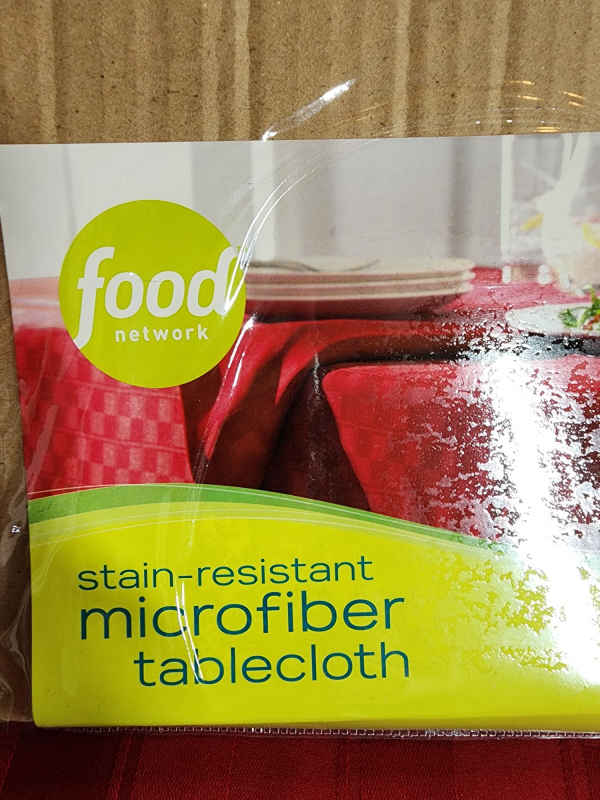 food
network
stain-resistant
microfiber
tablecloth